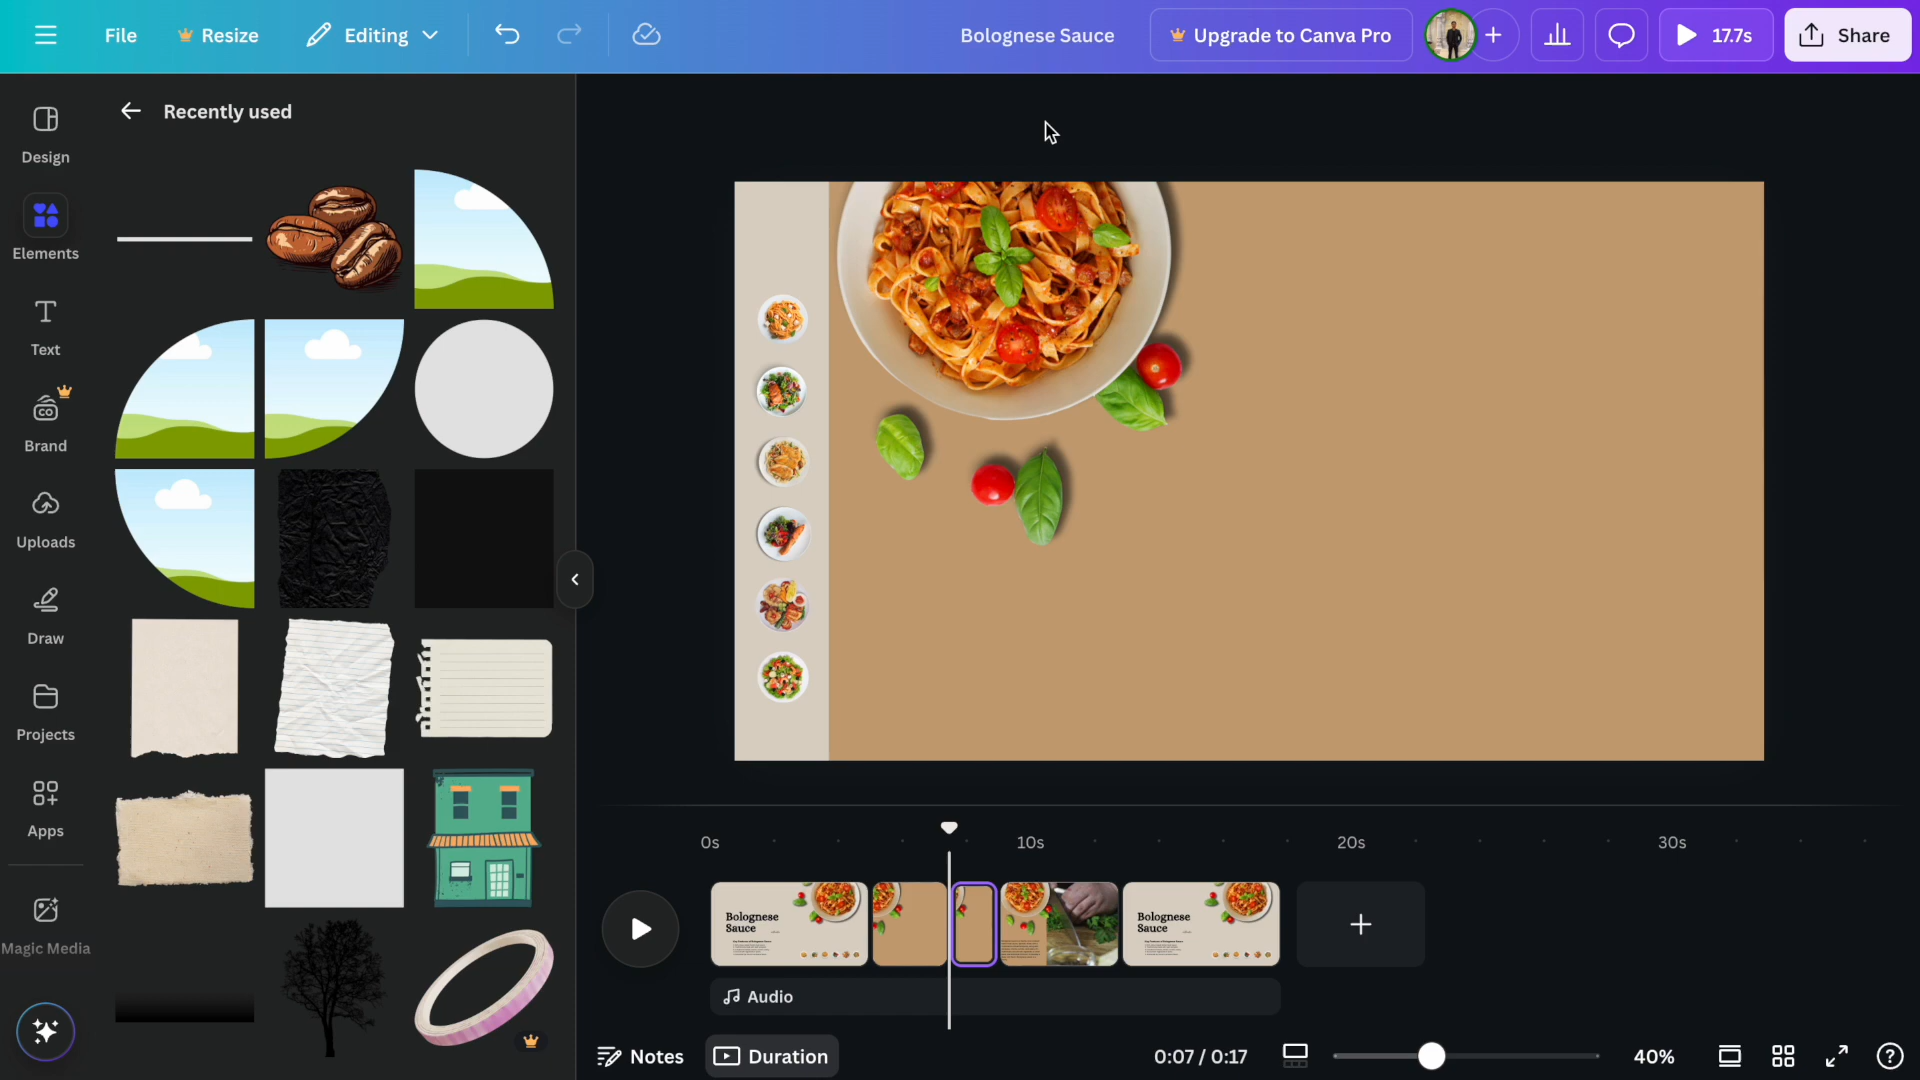 File
Resize
Editing
Bolognese Sauce
Upgrade to Canva Pro
17.7s
Share
Recently used
Design
Elements
Text
Brand
CO
Uploads
Draw
Projects
Apps
Magic Media
0s
10s
20s
30s
Bolognese
Sauce
Bolognese
Sauce
Audio
Notes
Duration
0:07 / 0:17
40%